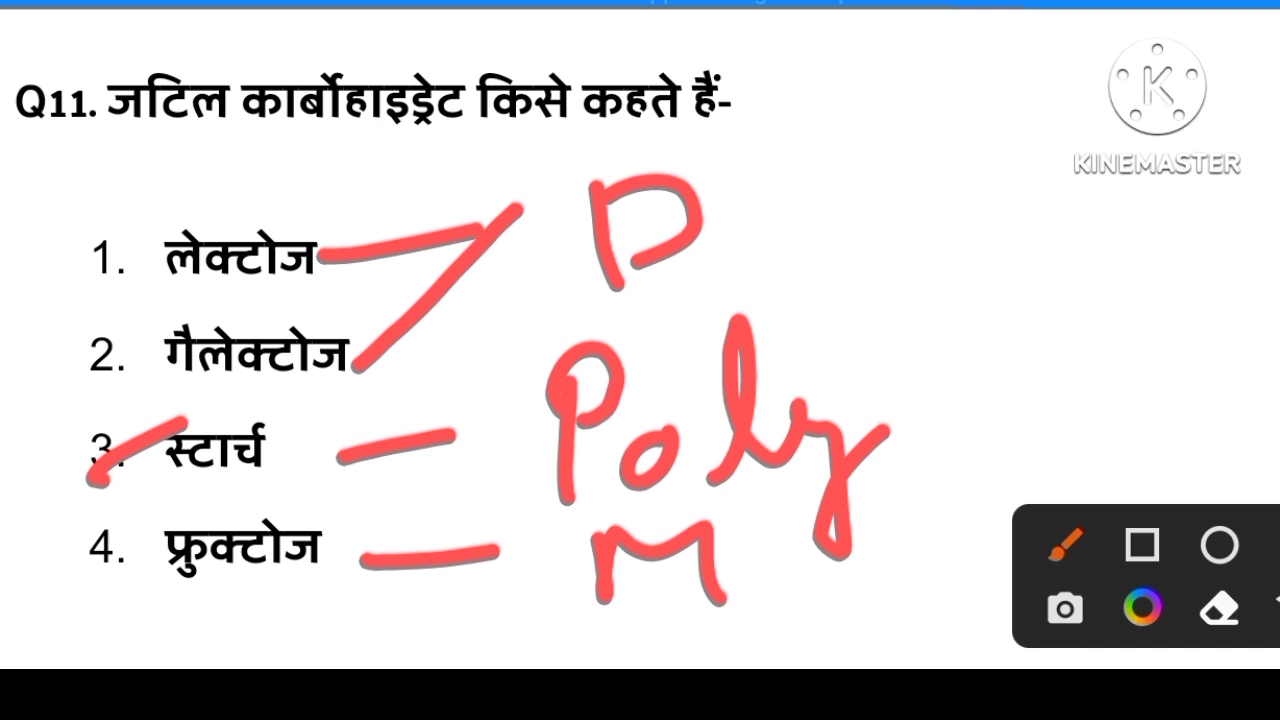 Q11. जटिल कार्बोहाइड्रेट किसे कहते हैं-
KINEMASTER
1. लेक्टोज
D
2. गैलेक्टोज
3. स्टार्च
Poly
4. फ्रुक्टोज
M